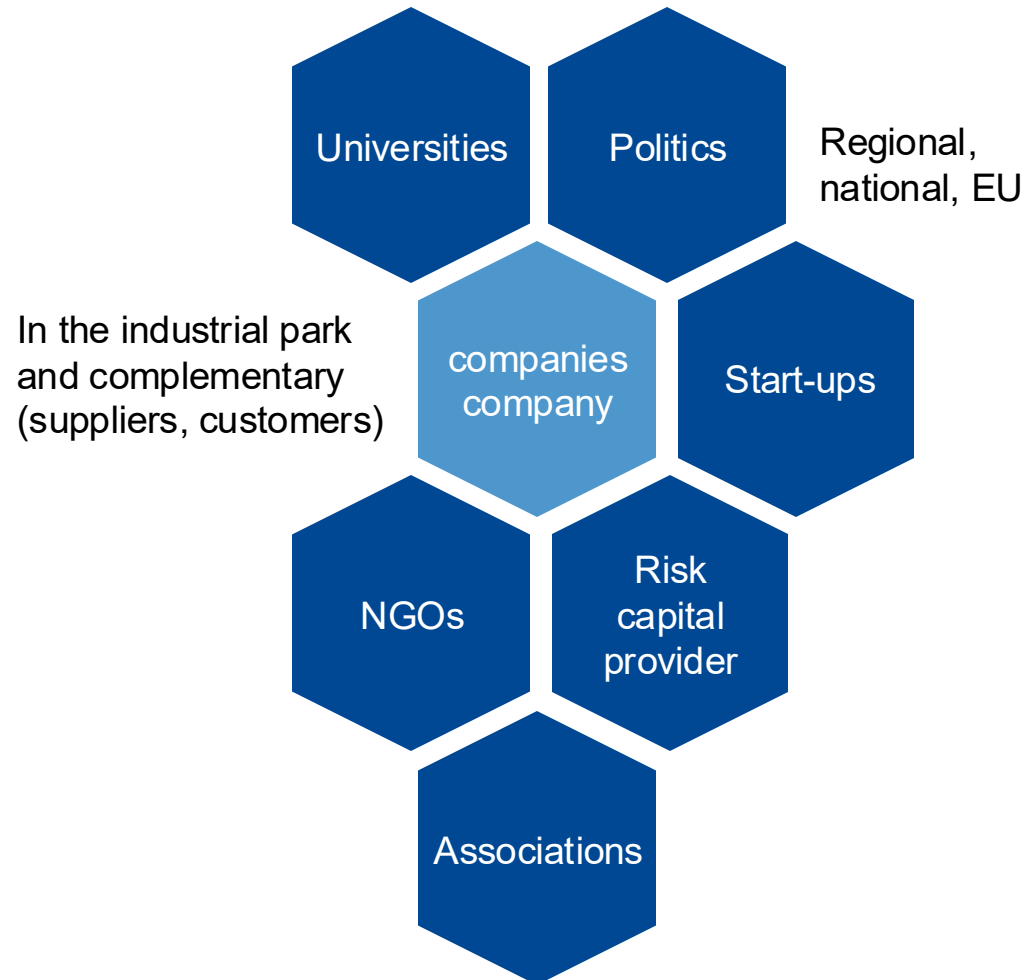 Universities
Politics
Regional,
national, EU
In the industrial park
and complementary
(suppliers, customers)
companies
company
Start-ups
NGOs
Risk
capital
provider
Associations